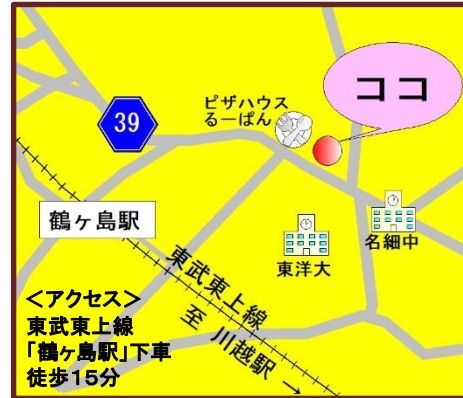 ココ
ピザハウス
るーぱん
39
鶴ヶ島駅
東洋大
名細中
東武東上線
至 川越駅 →
＜アクセス＞
東武東上線
「鶴ヶ島駅」下車
徒歩15分